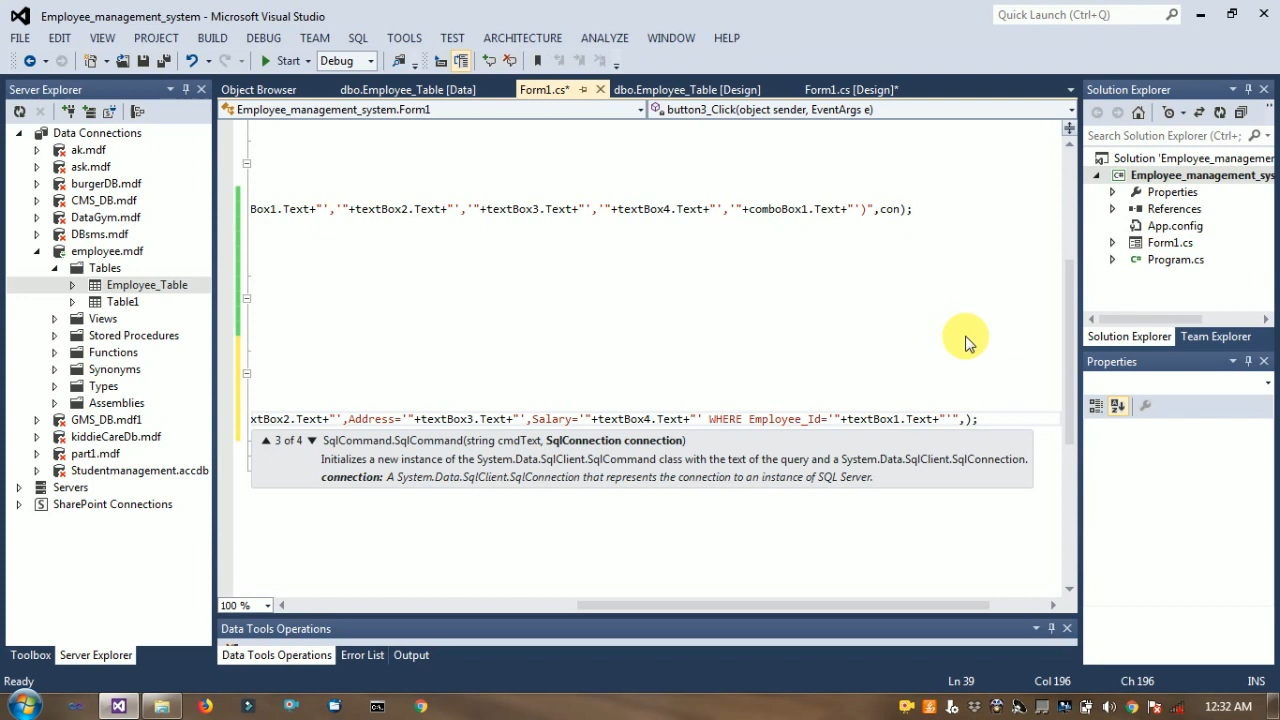 Employee_management_system - Microsoft Visual Studio
Quick Launch (Ctrl+Q)
FILE EDIT VIEW PROJECT BUILD DEBUG TEAM SQL TOOLS TEST ARCHITECTURE ANALYZE WINDOW HELP
Start Debug
Server Explorer
Object Browser dbo.Employee_Table [Data] Form1.cs* dbo.Employee_Table [Design] Form1.cs [Design]*
Solution Explorer
Employee_management_system.Form1
button3_Click(object sender, EventArgs e)
Data Connections
ak.mdf
ask.mdf
burgerDB.mdf
CMS_DB.mdf
DataGym.mdf
DBsms.mdf
employee.mdf
Tables
Employee_Table
Table1
Views
Stored Procedures
Functions
Synonyms
Types
Assemblies
GMS_DB.mdf1
kiddieCareDb.mdf
part1.mdf
Studentmanagement.accdb
Servers
SharePoint Connections
Box1.Text+"','"+textBox2.Text+"','"+textBox3.Text+"','"+textBox4.Text+"','"+comboBox1.Text+"')",con);
xtBox2.Text+"',Address='"+textBox3.Text+"',Salary='"+textBox4.Text+"' WHERE Employee_Id='"+textBox1.Text+"'",);
3 of 4 SqlCommand.SqlCommand(string cmdText, SqlConnection connection)
Initializes a new instance of the System.Data.SqlClient.SqlCommand class with the text of the query and a System.Data.SqlClient.SqlConnection.
connection: A System.Data.SqlClient.SqlConnection that represents the connection to an instance of SQL Server.
Search Solution Explorer (Ctrl+;
Solution 'Employee_management
Employee_management_sys
Properties
References
App.config
Form1.cs
Program.cs
Solution Explorer Team Explorer
Properties
100 %
Data Tools Operations
Toolbox Server Explorer
Data Tools Operations Error List Output
Ready
Ln 39 Col 196 Ch 196 INS
12:32 AM